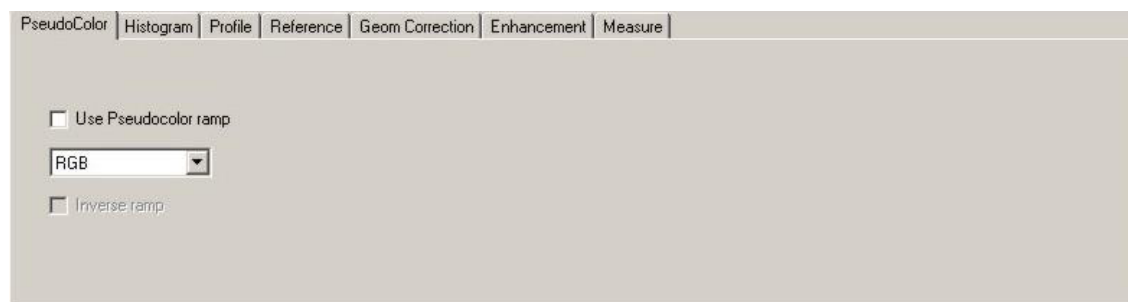 PseudoColor Histogram Profile Reference Geom Correction Enhancement Measure
Use Pseudocolor ramp
RGB
Inverse ramp